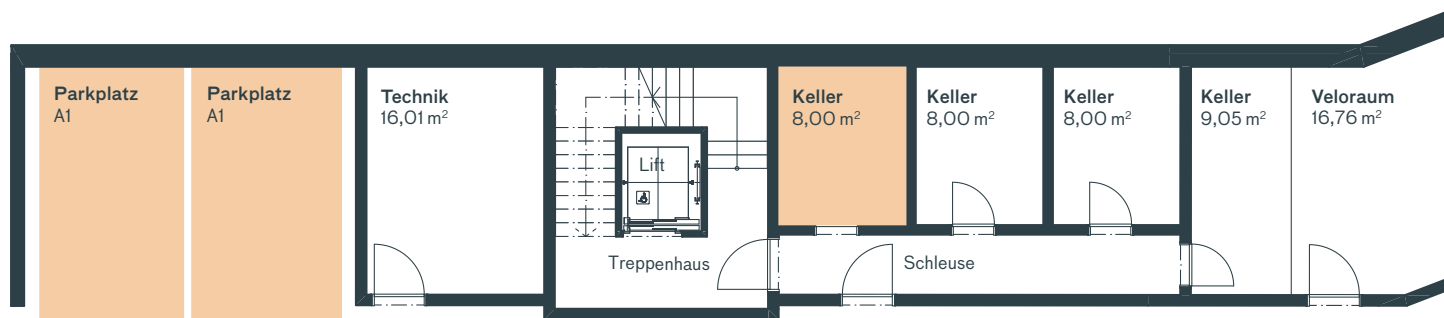 Parkplatz
A1
Parkplatz
A1
Technik
16,01 m²
Lift
Treppenhaus
Keller
8,00 m²
Keller
8,00 m²
Keller
8,00 m²
Keller
9,05 m²
Veloraum
16,76 m²
Schleuse